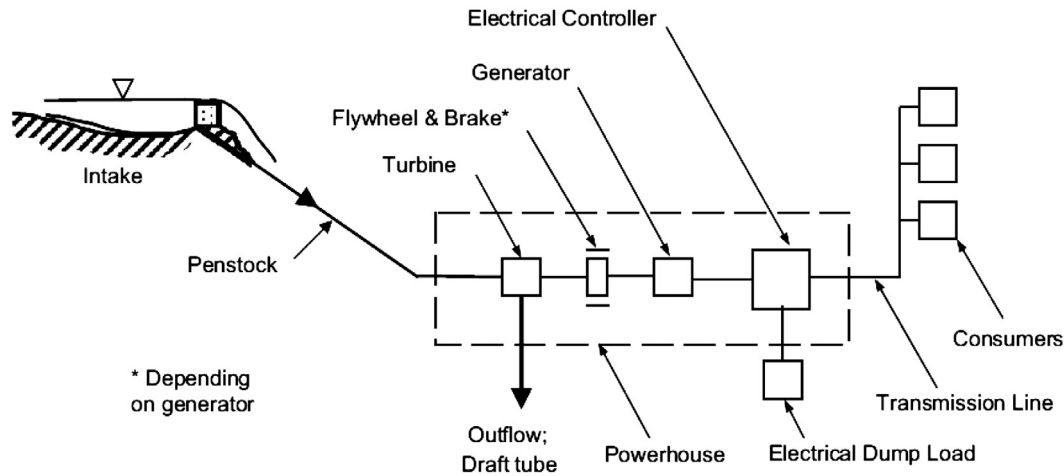 Electrical Controller
Generator
Flywheel & Brake*
Turbine
Intake
Penstock
Consumers
* Depending
on generator
Transmission Line
Outflow;
Draft tube
Powerhouse
Electrical Dump Load